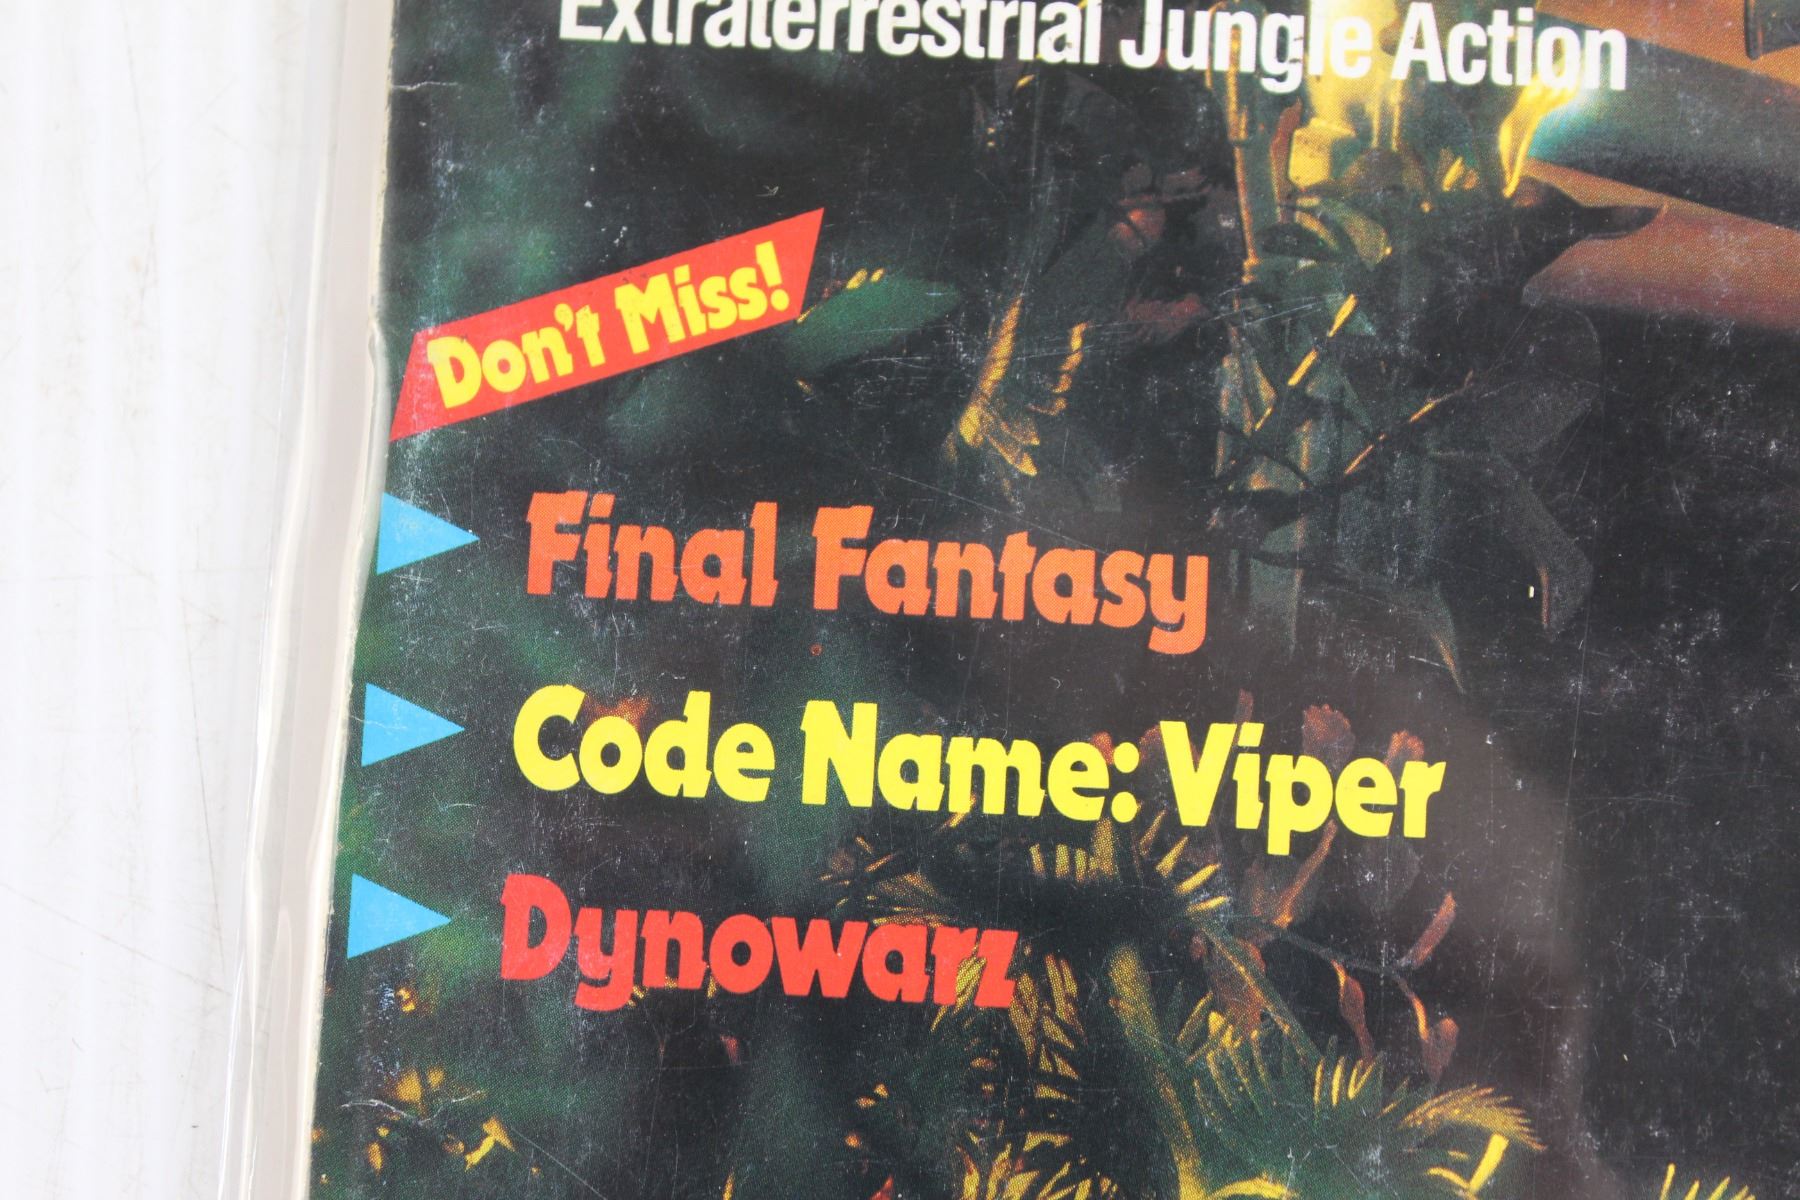 Extraterrestrial Jungle Action
Don't Miss!
Final Fantasy
Code Name: Viper
Dynowarz